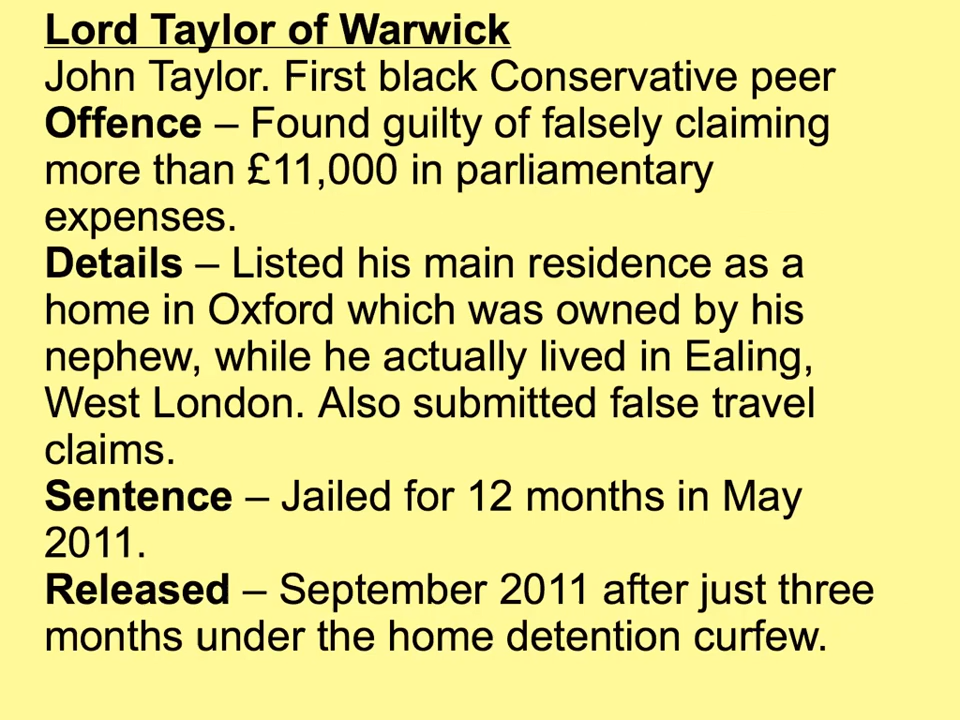 Lord Taylor of Warwick
John Taylor. First black Conservative peer
Offence – Found guilty of falsely claiming
more than £11,000 in parliamentary
expenses.
Details – Listed his main residence as a
home in Oxford which was owned by his
nephew, while he actually lived in Ealing,
West London. Also submitted false travel
claims.
Sentence – Jailed for 12 months in May
2011.
Released – September 2011 after just three
months under the home detention curfew.